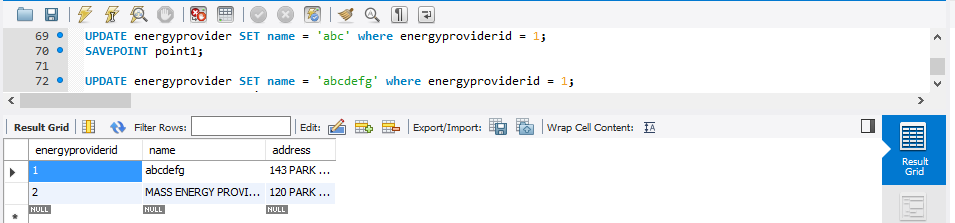 69 UPDATE energyprovider SET name = 'abc' where energyproviderid = 1;
70 SAVEPOINT point1;
71
72 UPDATE energyprovider SET name = 'abcdefg' where energyproviderid = 1;
Result Grid Filter Rows: Edit: Export/Import: Wrap Cell Content: IA
energyproviderid name address
1 abcdefg 143 PARK ...
2 MASS ENERGY PROVI... 120 PARK ...
NULL NULL NULL
Result
Grid